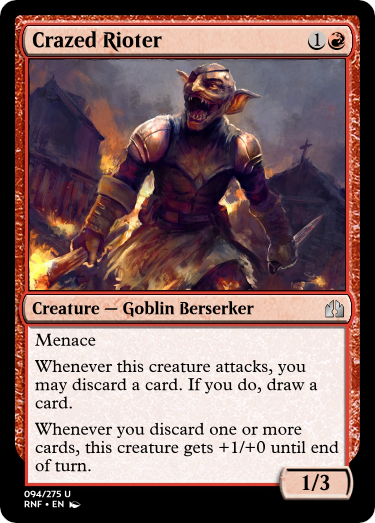 Crazed Rioter 1
Creature — Goblin Berserker
Menace
Whenever this creature attacks, you
may discard a card. If you do, draw a
card.
Whenever you discard one or more
cards, this creature gets +1/+0 until end
of turn.
1/3
094/275 U
RNF • EN